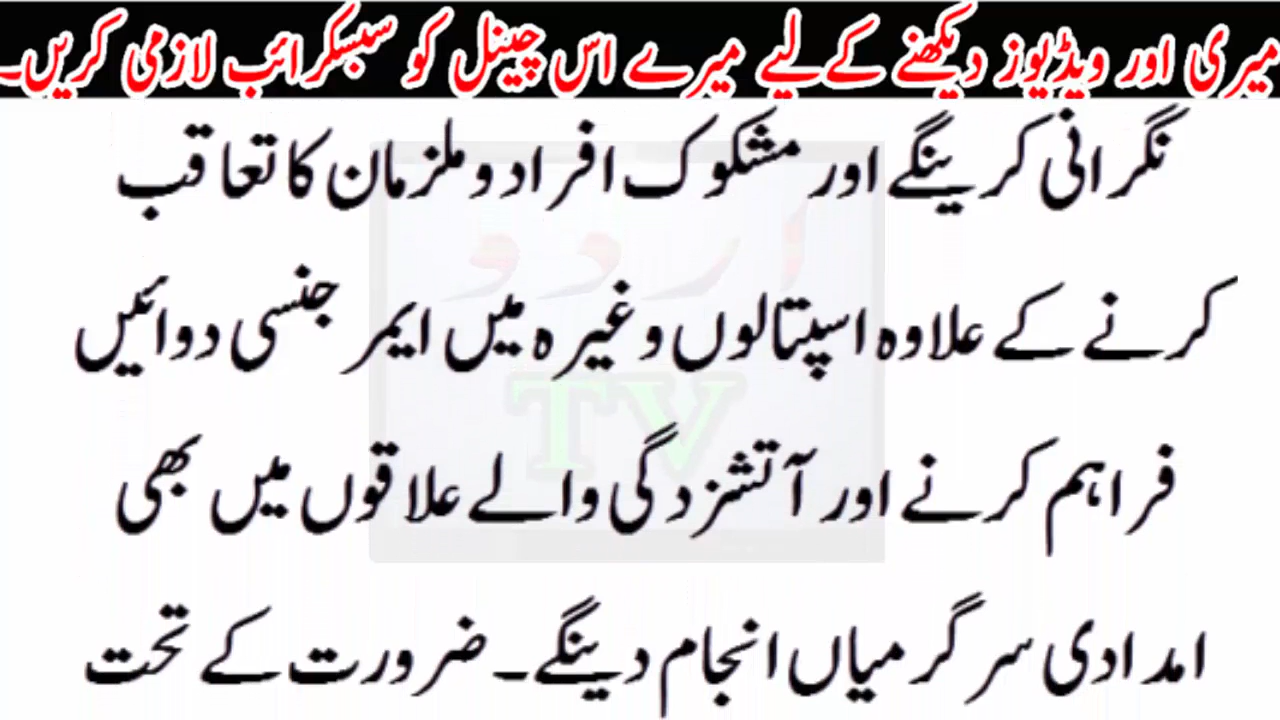 میری اور ویڈیوز دیکھنے کے لیے میرے اس چینل کو سبسکرائب لازمی کریں۔
نگرانی کرینگے اور مشکوک افراد و ملزمان کا تعاقب
کرنے کے علاوہ اسپتالوں وغیرہ میں ایمرجنسی دوائیں
فراہم کرنے اور آتشزدگی والے علاقوں میں بھی
امدادی سرگرمیاں انجام دینگے۔ ضرورت کے تحت
اردو
TV